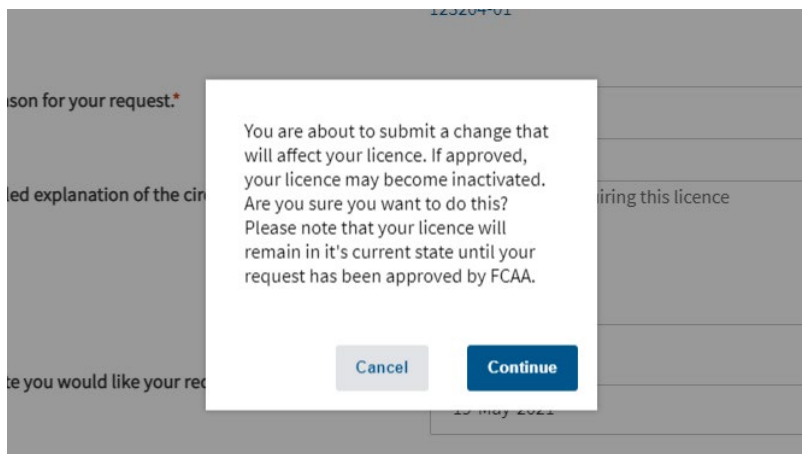 123204-01
son for your request.*
You are about to submit a change that
will affect your licence. If approved,
your licence may become inactivated.
led explanation of the cir
iring this licence
Are you sure you want to do this?
Please note that your licence will
remain in it's current state until your
request has been approved by FCAA.
Cancel
Continue
te you would like your rec